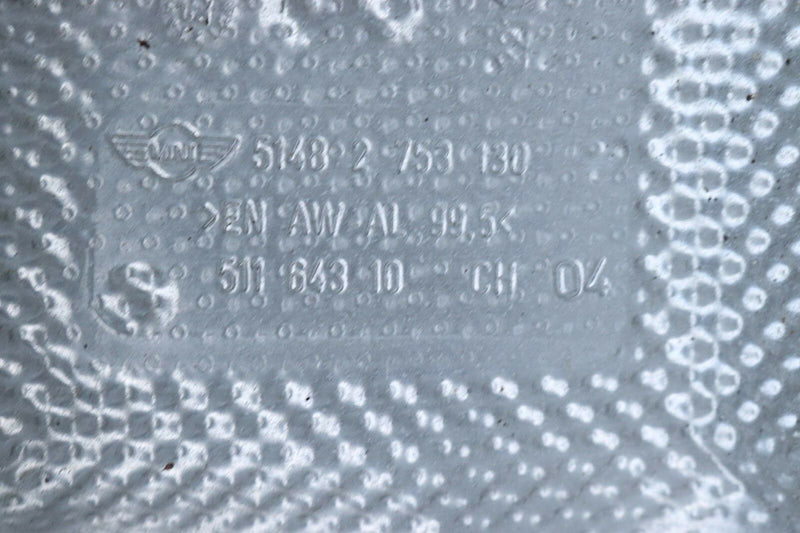 MINI 5148 2 753 130
>EN AW AL 99,5<
511 643 10 CH 04